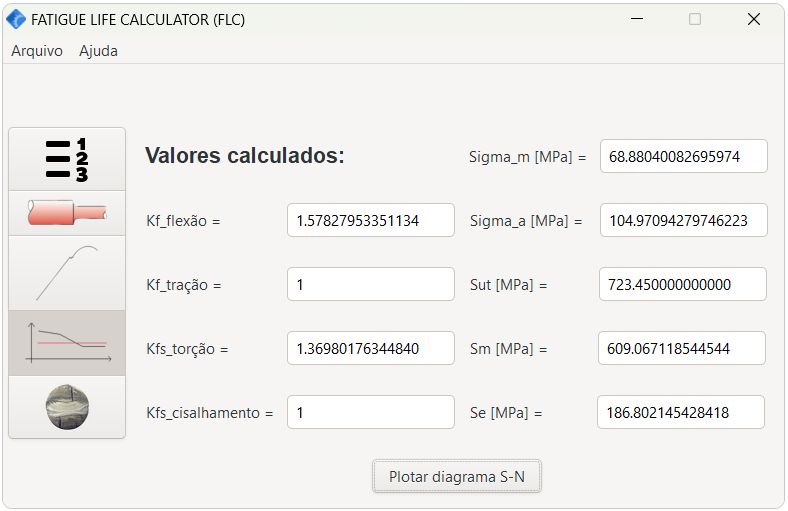 FATIGUE LIFE CALCULATOR (FLC)
Arquivo Ajuda
1
2
3
Valores calculados:
Sigma_m [MPa] = 68.88040082695974
Kf_flexão = 1.57827953351134
Sigma_a [MPa] = 104.97094279746223
Kf_tração = 1
Sut [MPa] = 723.450000000000
Kfs_torção = 1.36980176344840
Sm [MPa] = 609.067118544544
Kfs_cisalhamento = 1
Se [MPa] = 186.802145428418
Plotar diagrama S-N